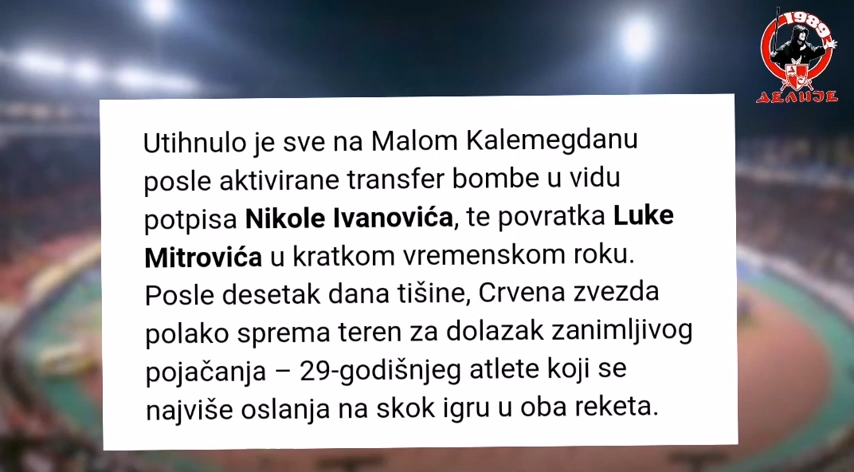 1989
ДЕЛИЈЕ
Utihnulo je sve na Malom Kalemegdanu
posle aktivirane transfer bombe u vidu
potpisa Nikole Ivanovića, te povratka Luke
Mitrovića u kratkom vremenskom roku.
Posle desetak dana tišine, Crvena zvezda
polako sprema teren za dolazak zanimljivog
pojačanja – 29-godišnjeg atlete koji se
najviše oslanja na skok igru u oba reketa.